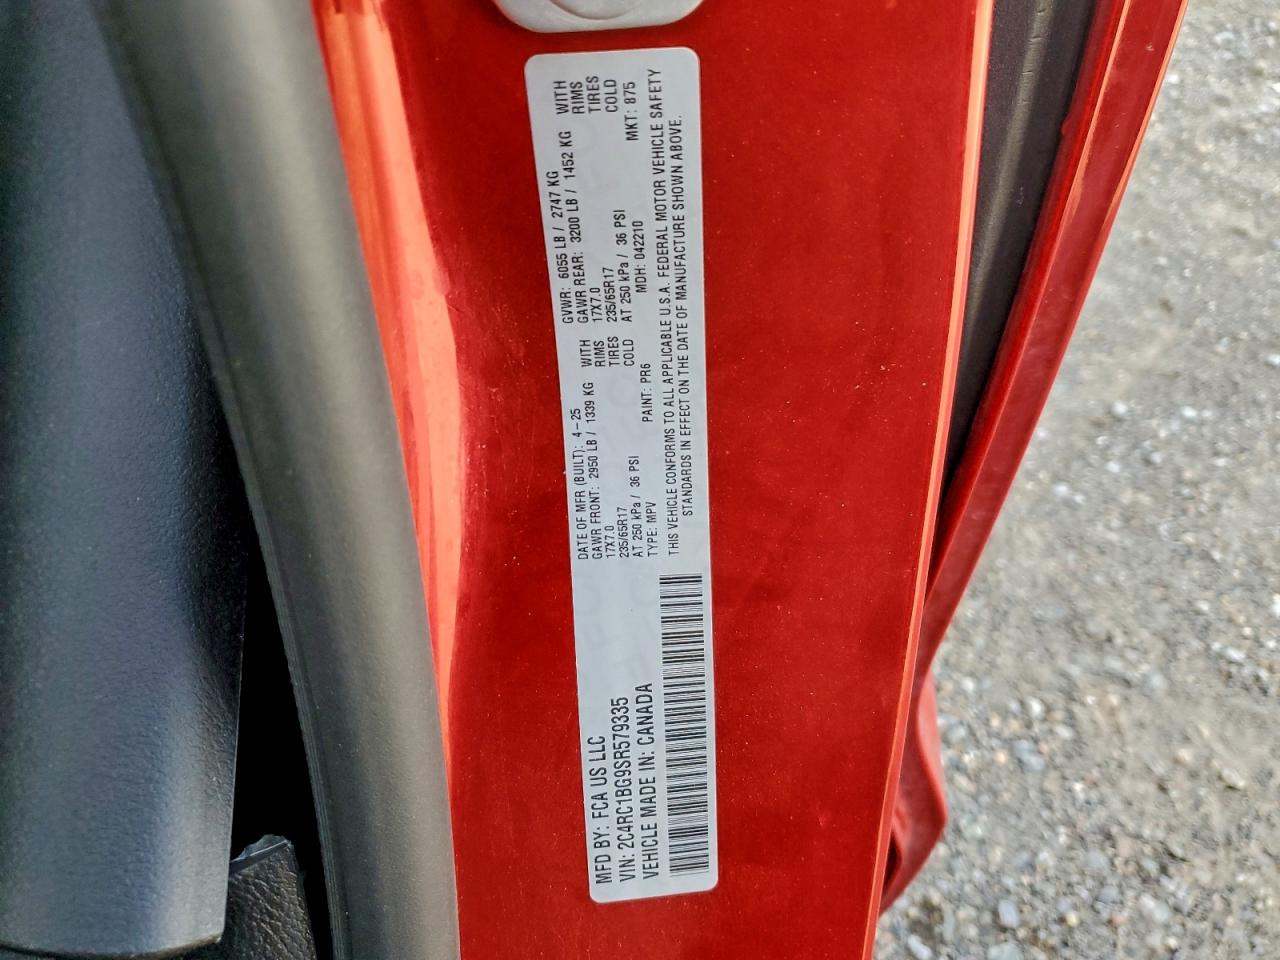 MFD BY: FCA US LLC
VIN: 2C4RC1BG9SR579335
VEHICLE MADE IN: CANADA
DATE OF MFR (BUILT): 4-25
GAWR FRONT: 2950 LB / 1339 KG WITH
17X7.0 RIMS
235/65R17 TIRES
AT 250 kPa / 36 PSI COLD
TYPE: MPV PAINT: PR6
GVWR: 6055 LB / 2747 KG
GAWR REAR: 3200 LB / 1452 KG WITH
17X7.0 RIMS
235/65R17 TIRES
AT 250 kPa / 36 PSI COLD
MDH: 042210 MKT: 875
THIS VEHICLE CONFORMS TO ALL APPLICABLE U.S.A. FEDERAL MOTOR VEHICLE SAFETY
STANDARDS IN EFFECT ON THE DATE OF MANUFACTURE SHOWN ABOVE.